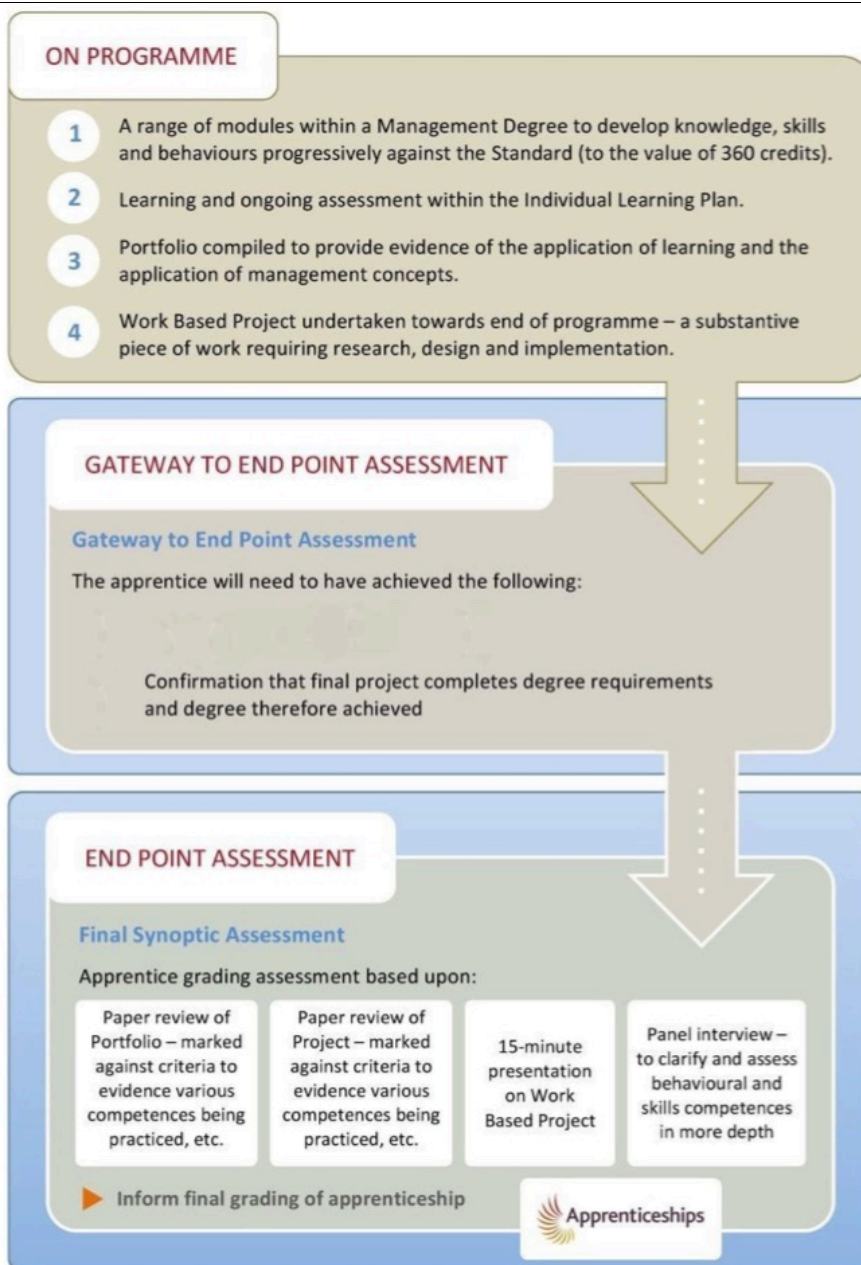 ON PROGRAMME
1
A range of modules within a Management Degree to develop knowledge, skills
and behaviours progressively against the Standard (to the value of 360 credits).
2
Learning and ongoing assessment within the Individual Learning Plan.
3
Portfolio compiled to provide evidence of the application of learning and the
application of management concepts.
4
Work Based Project undertaken towards end of programme – a substantive
piece of work requiring research, design and implementation.
GATEWAY TO END POINT ASSESSMENT
Gateway to End Point Assessment
The apprentice will need to have achieved the following:
Confirmation that final project completes degree requirements
and degree therefore achieved
END POINT ASSESSMENT
Final Synoptic Assessment
Apprentice grading assessment based upon:
Paper review of
Portfolio – marked
against criteria to
evidence various
competences being
practiced, etc.
Paper review of
Project – marked
against criteria to
evidence various
competences being
practiced, etc.
15-minute
presentation
on Work
Based Project
Panel interview –
to clarify and assess
behavioural and
skills competences
in more depth
Inform final grading of apprenticeship
Apprenticeships